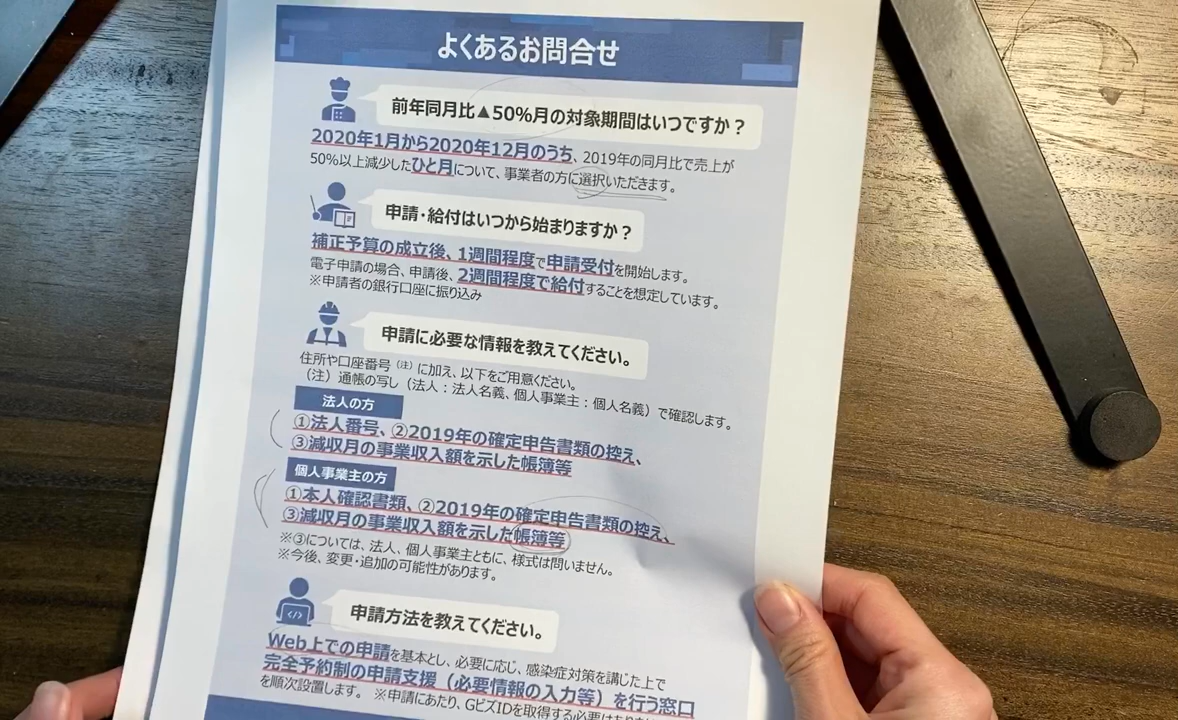 よくあるお問合せ
前年同月比▲50%月の対象期間はいつですか？
2020年1月から2020年12月のうち、2019年の同月比で売上が
50%以上減少したひと月について、事業者の方に選択いただきます。
申請・給付はいつから始まりますか？
補正予算の成立後、1週間程度で申請受付を開始します。
電子申請の場合、申請後、2週間程度で給付することを想定しています。
※申請者の銀行口座に振り込み
申請に必要な情報を教えてください。
住所や口座番号（注）に加え、以下をご用意ください。
（注）通帳の写し（法人：法人名義、個人事業主：個人名義）で確認します。
法人の方
①法人番号、②2019年の確定申告書類の控え、
③減収月の事業収入額を示した帳簿等
個人事業主の方
①本人確認書類、②2019年の確定申告書類の控え、
③減収月の事業収入額を示した帳簿等
※③については、法人、個人事業主ともに、様式は問いません。
※今後、変更・追加の可能性があります。
申請方法を教えてください。
Web上での申請を基本とし、必要に応じ、感染症対策を講じた上で
完全予約制の申請支援（必要情報の入力等）を行う窓口
を順次設置します。 ※申請にあたり、GビズIDを取得する必要はありま